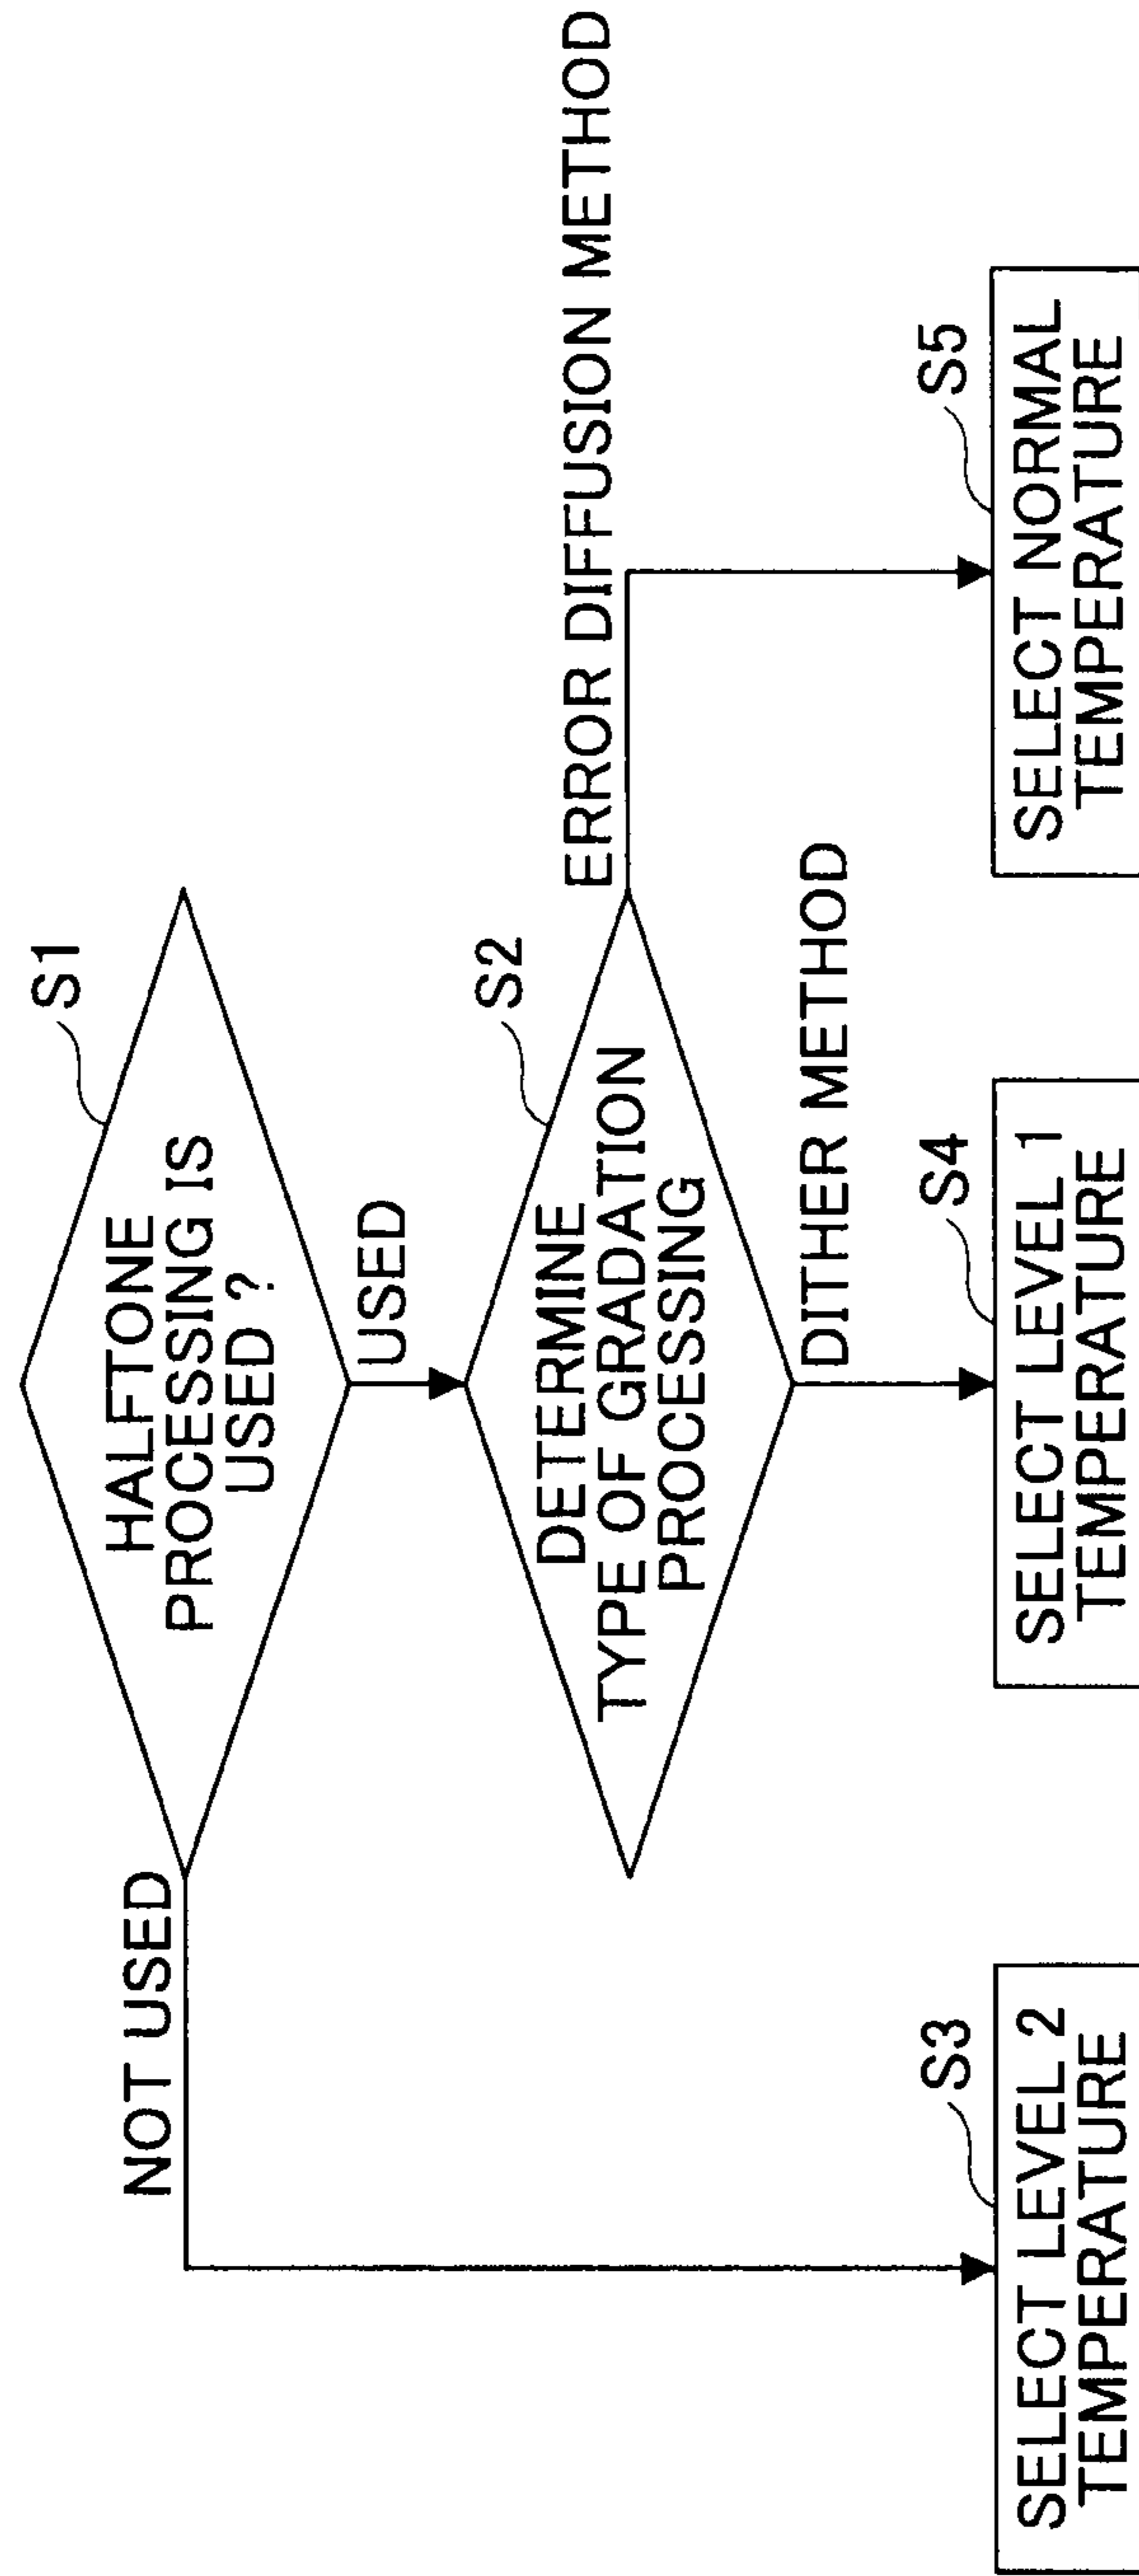 S1
HALFTONE
PROCESSING IS
USED ?
NOT USED
USED
S2
DETERMINE
TYPE OF GRADATION
PROCESSING
ERROR DIFFUSION METHOD
DITHER METHOD
S3
SELECT LEVEL 2
TEMPERATURE
S4
SELECT LEVEL 1
TEMPERATURE
S5
SELECT NORMAL
TEMPERATURE